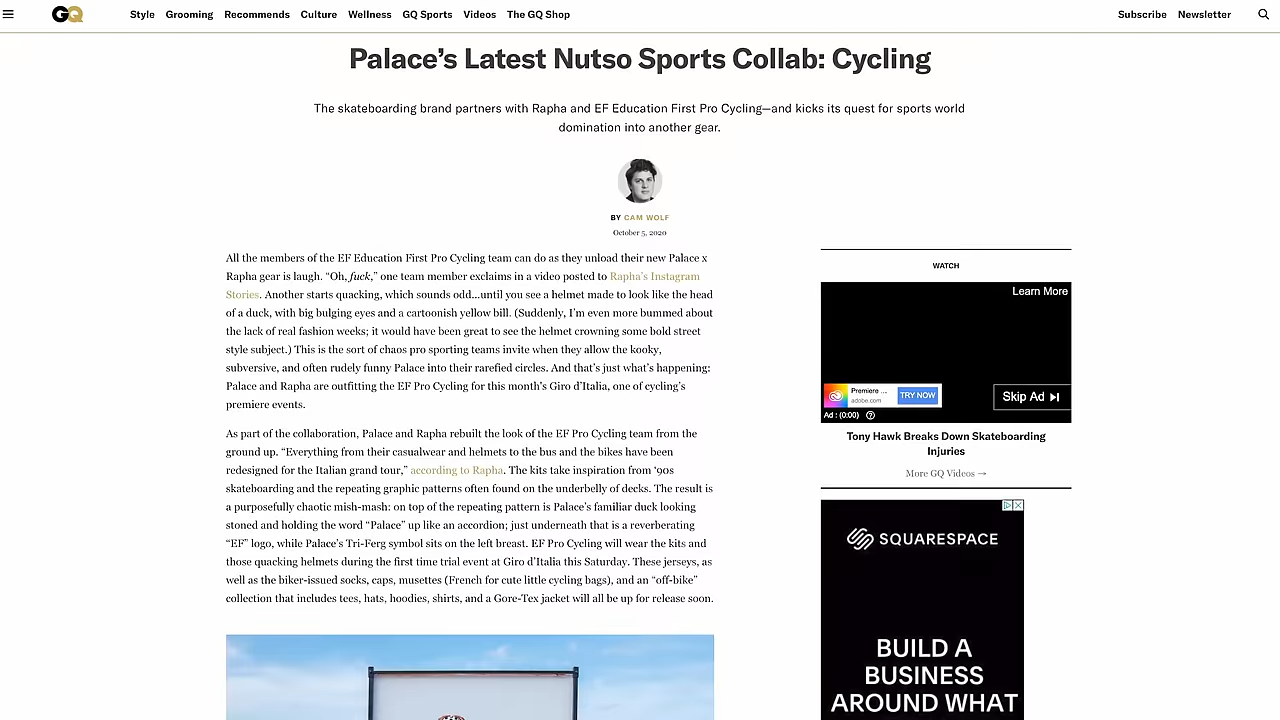 GQ
Style Grooming Recommends Culture Wellness GQ Sports Videos The GQ Shop
Subscribe Newsletter
Palace’s Latest Nutso Sports Collab: Cycling
The skateboarding brand partners with Rapha and EF Education First Pro Cycling—and kicks its quest for sports world
domination into another gear.
BY CAM WOLF
October 5, 2020
All the members of the EF Education First Pro Cycling team can do as they unload their new Palace x
Rapha gear is laugh. “Oh, fuck,” one team member exclaims in a video posted to Rapha’s Instagram
Stories. Another starts quacking, which sounds odd...until you see a helmet made to look like the head
of a duck, with big bulging eyes and a cartoonish yellow bill. (Suddenly, I’m even more bummed about
the lack of real fashion weeks; it would have been great to see the helmet crowning some bold street
style subject.) This is the sort of chaos pro sporting teams invite when they allow the kooky,
subversive, and often rudely funny Palace into their rarefied circles. And that’s just what’s happening:
Palace and Rapha are outfitting the EF Pro Cycling for this month’s Giro d’Italia, one of cycling’s
premiere events.
As part of the collaboration, Palace and Rapha rebuilt the look of the EF Pro Cycling team from the
ground up. “Everything from their casualwear and helmets to the bus and the bikes have been
redesigned for the Italian grand tour,” according to Rapha. The kits take inspiration from ‘90s
skateboarding and the repeating graphic patterns often found on the underbelly of decks. The result is
a purposefully chaotic mish-mash: on top of the repeating pattern is Palace’s familiar duck looking
stoned and holding the word “Palace” up like an accordion; just underneath that is a reverberating
“EF” logo, while Palace’s Tri-Ferg symbol sits on the left breast. EF Pro Cycling will wear the kits and
those quacking helmets during the first time trial event at Giro d’Italia this Saturday. These jerseys, as
well as the biker-issued socks, caps, musettes (French for cute little cycling bags), and an “off-bike”
collection that includes tees, hats, hoodies, shirts, and a Gore-Tex jacket will all be up for release soon.
WATCH
Learn More
Premiere ...
adobe.com
TRY NOW
Skip Ad
Ad : (0:00)
Tony Hawk Breaks Down Skateboarding
Injuries
More GQ Videos →
SQUARESPACE
BUILD A
BUSINESS
AROUND WHAT